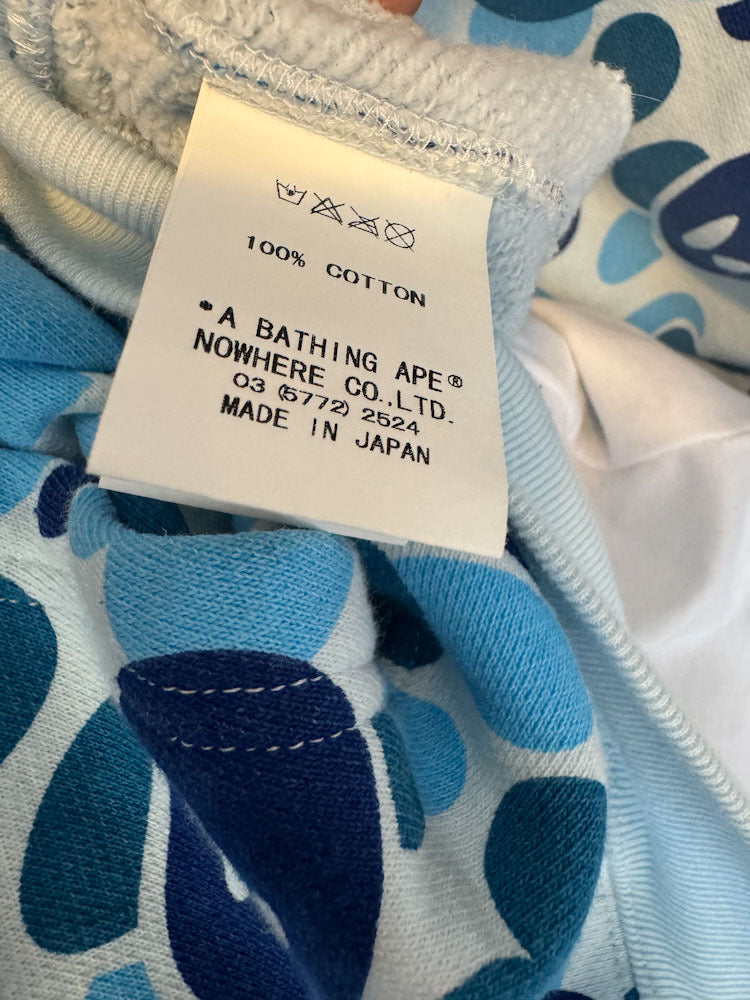 100% COTTON
*A BATHING APE®
NOWHERE CO.,LTD.
03 (5772) 2524
MADE IN JAPAN